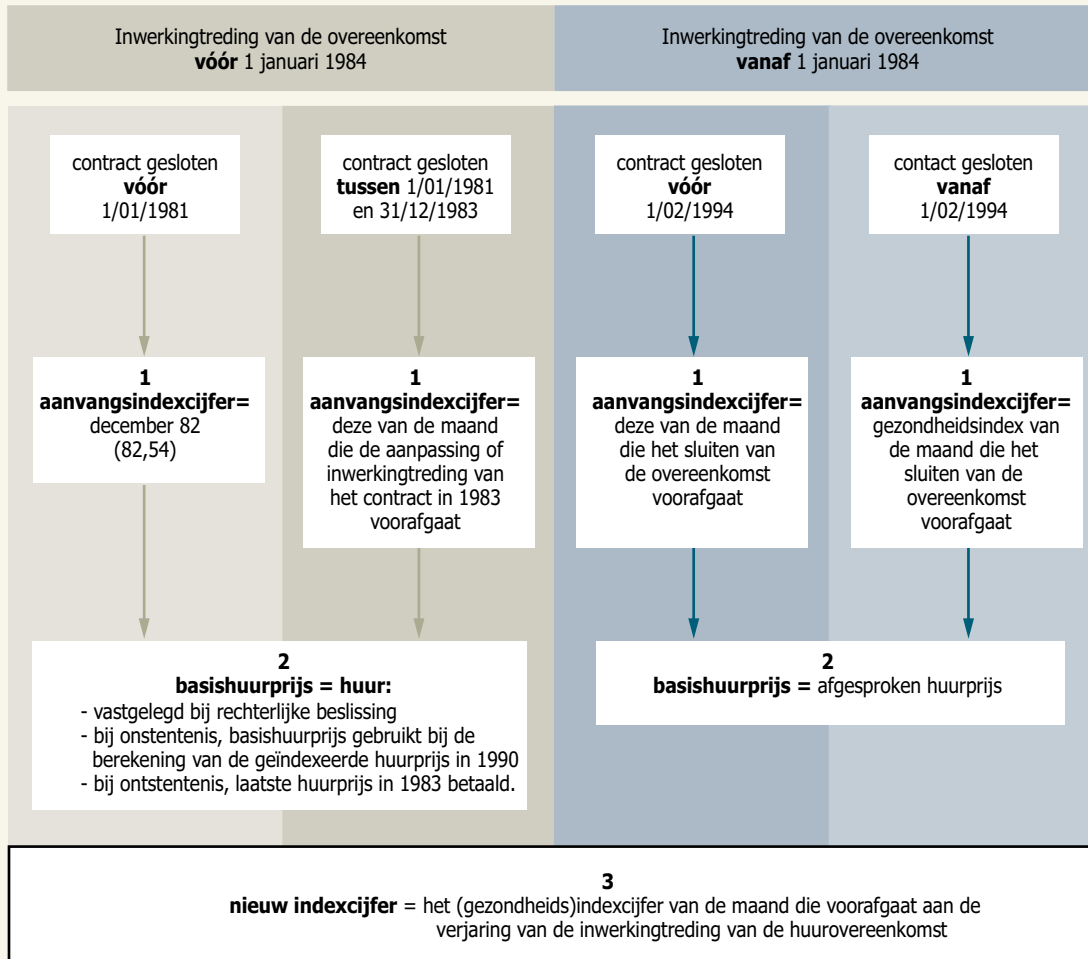 Inwerkingtreding van de overeenkomst
vóór 1 januari 1984
Inwerkingtreding van de overeenkomst
vanaf 1 januari 1984
contract gesloten
vóór
1/01/1981
contract gesloten
tussen 1/01/1981
en 31/12/1983
contract gesloten
vóór
1/02/1994
contact gesloten
vanaf
1/02/1994
1
aanvangsindexcijfer=
december 82
(82,54)
1
aanvangsindexcijfer=
deze van de maand
die de aanpassing of
inwerkingtreding van
het contract in 1983
voorafgaat
1
aanvangsindexcijfer=
deze van de maand
die het sluiten van
de overeenkomst
voorafgaat
1
aanvangsindexcijfer=
gezondheidsindex van
de maand die het
sluiten van de
overeenkomst
voorafgaat
2
basishuurprijs = huur:
- vastgelegd bij rechterlijke beslissing
- bij onstentenis, basishuurprijs gebruikt bij de
berekening van de geïndexeerde huurprijs in 1990
- bij ontstentenis, laatste huurprijs in 1983 betaald.
2
basishuurprijs = afgesproken huurprijs
3
nieuw indexcijfer = het (gezondheids)indexcijfer van de maand die voorafgaat aan de
verjaring van de inwerkingtreding van de huurovereenkomst